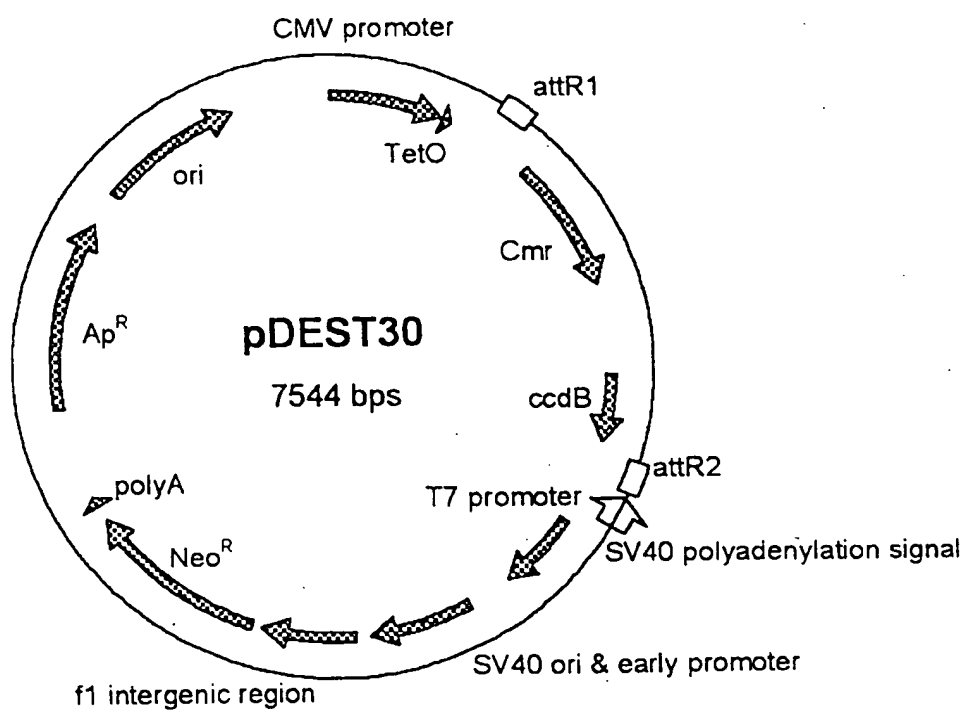 CMV promoter
attR1
TetO
ori
Cmr
Ap^R
pDEST30
7544 bps
ccdB
attR2
polyA
T7 promoter
Neo^R
SV40 polyadenylation signal
SV40 ori & early promoter
f1 intergenic region